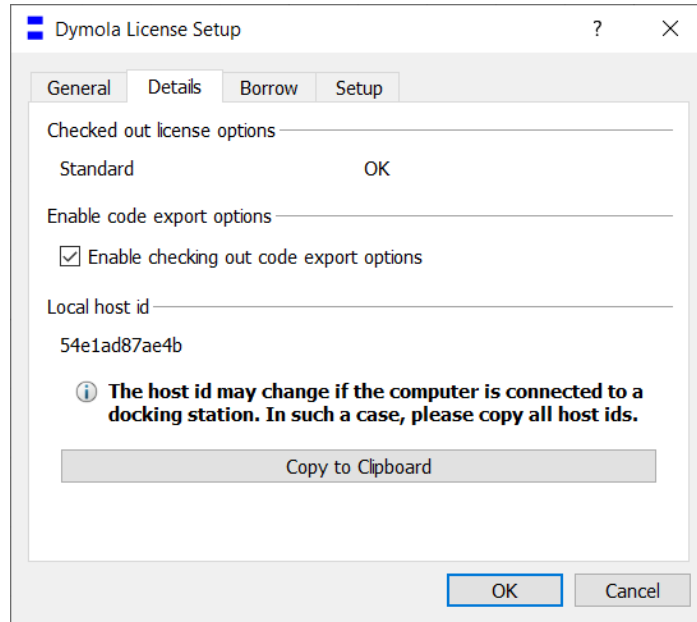 Dymola License Setup
General Details Borrow Setup
Checked out license options
Standard OK
Enable code export options
Enable checking out code export options
Local host id
54e1ad87ae4b
The host id may change if the computer is connected to a
docking station. In such a case, please copy all host ids.
Copy to Clipboard
OK Cancel